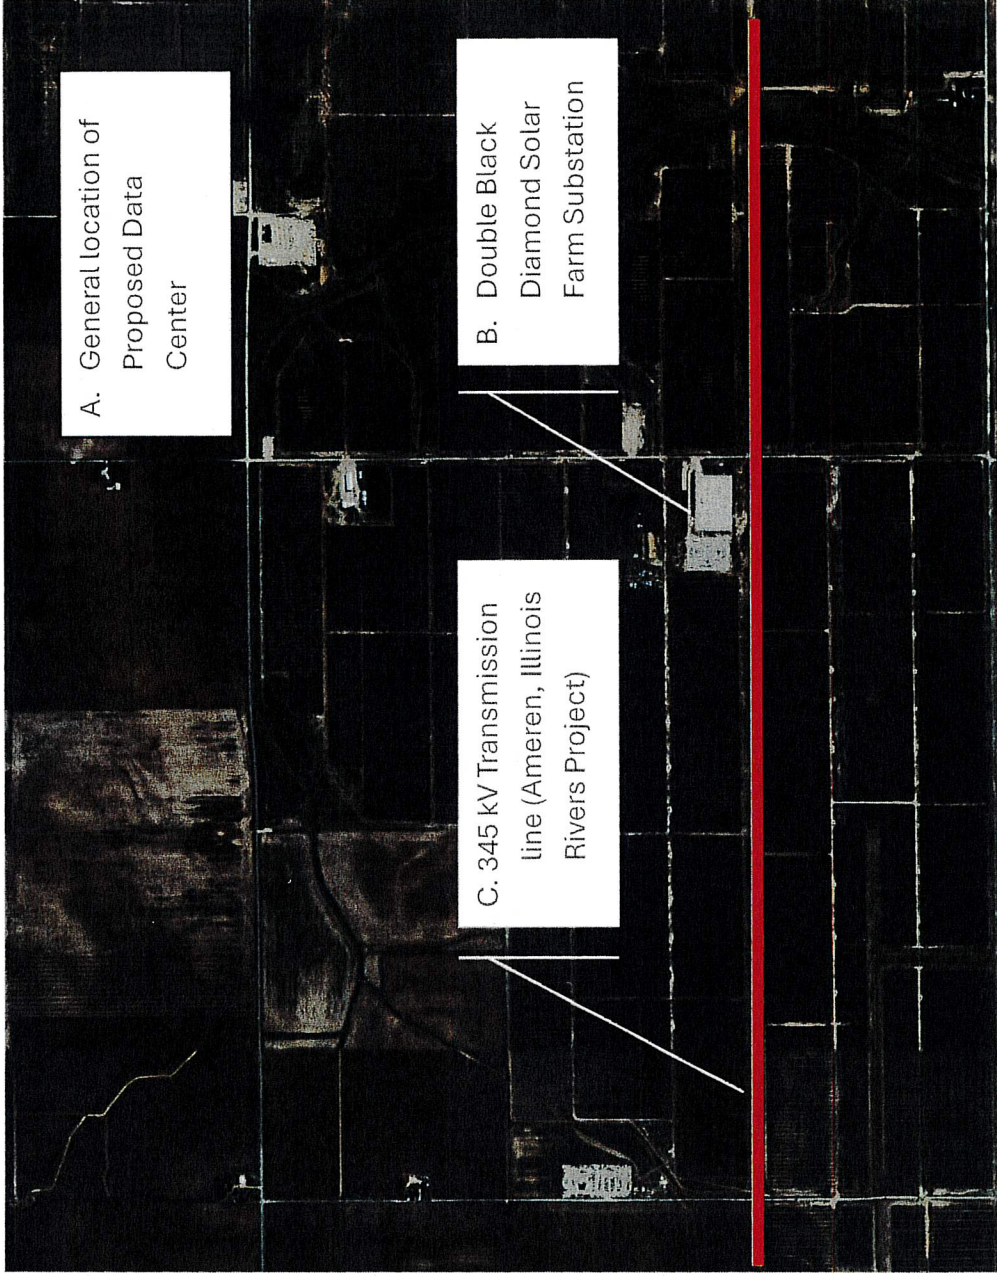 A. General location of
Proposed Data
Center
B. Double Black
Diamond Solar
Farm Substation
C. 345 kV Transmission
line (Ameren, Illinois
Rivers Project)